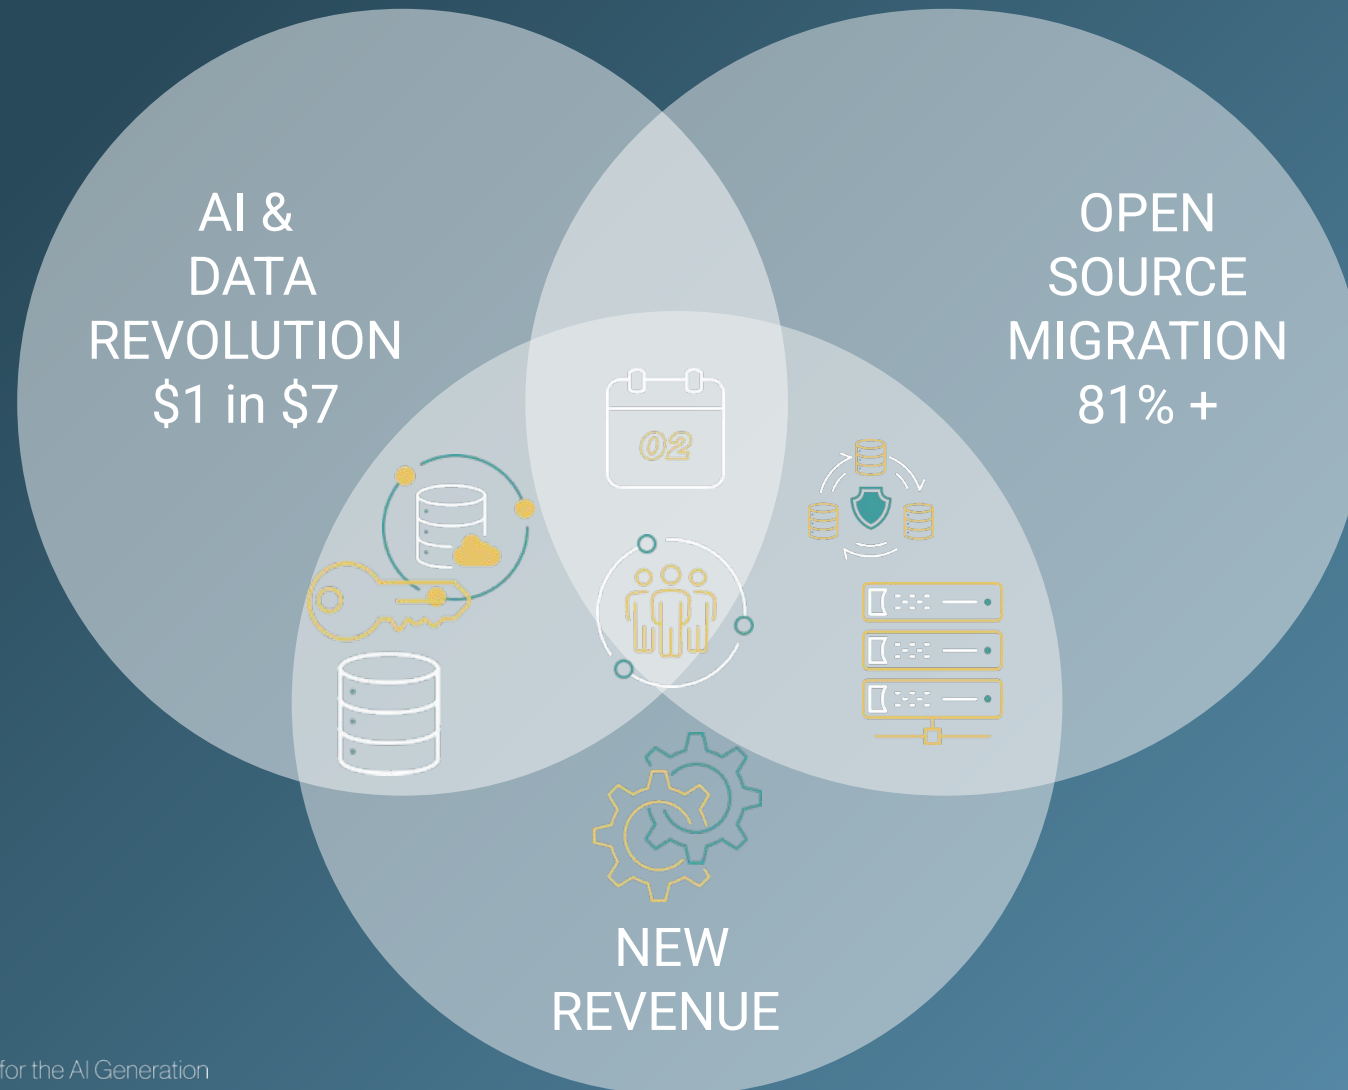 AI &
DATA
REVOLUTION
$1 in $7
OPEN
SOURCE
MIGRATION
81% +
02
NEW
REVENUE
for the AI Generation